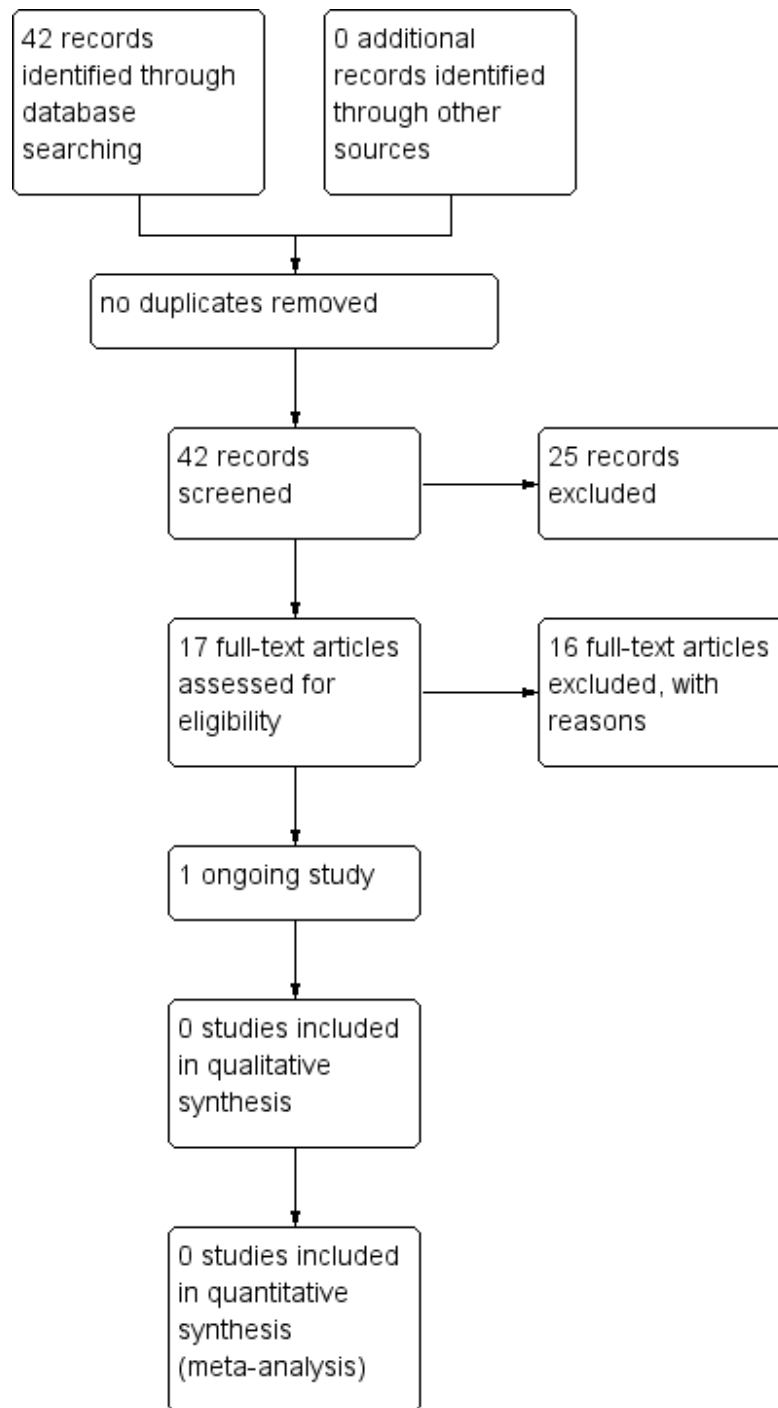 42 records
identified through
database
searching
0 additional
records identified
through other
sources
no duplicates removed
42 records
screened
25 records
excluded
17 full-text articles
assessed for
eligibility
16 full-text articles
excluded, with
reasons
1 ongoing study
0 studies included
in qualitative
synthesis
0 studies included
in quantitative
synthesis
(meta-analysis)